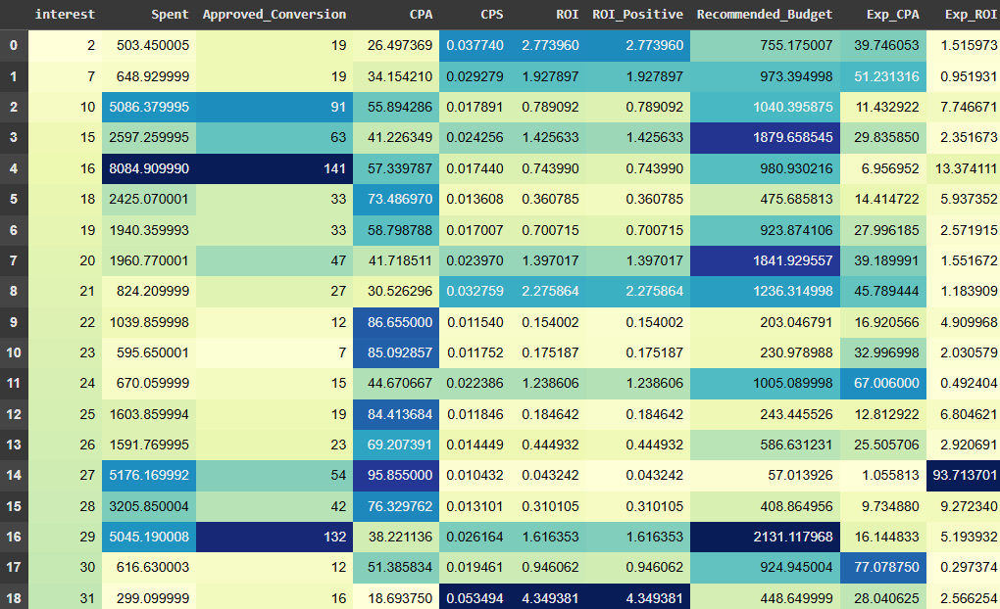 interest Spent Approved_Conversion CPA CPS ROI ROI_Positive Recommended_Budget Exp_CPA Exp_ROI
0 2 503.450005 19 26.497369 0.037740 2.773960 2.773960 755.175007 39.746053 1.515973
1 7 648.929999 19 34.154210 0.029279 1.927897 1.927897 973.394998 51.231316 0.951931
2 10 5086.379995 91 55.894286 0.017891 0.789092 0.789092 1040.395875 11.432922 7.746671
3 15 2597.259995 63 41.226349 0.024256 1.425633 1.425633 1879.658545 29.835850 2.351673
4 16 8084.909990 141 57.339787 0.017440 0.743990 0.743990 980.930216 6.956952 13.374111
5 18 2425.070001 33 73.486970 0.013608 0.360785 0.360785 475.685813 14.414722 5.937352
6 19 1940.359993 33 58.798788 0.017007 0.700715 0.700715 923.874106 27.996185 2.571915
7 20 1960.770001 47 41.718511 0.023970 1.397017 1.397017 1841.929557 39.189991 1.551672
8 21 824.209999 27 30.526296 0.032759 2.275864 2.275864 1236.314998 45.789444 1.183909
9 22 1039.859998 12 86.655000 0.011540 0.154002 0.154002 203.046791 16.920566 4.909968
10 23 595.650001 7 85.092857 0.011752 0.175187 0.175187 230.978988 32.996998 2.030579
11 24 670.059999 15 44.670667 0.022386 1.238606 1.238606 1005.089998 67.006000 0.492404
12 25 1603.859994 19 84.413684 0.011846 0.184642 0.184642 243.445526 12.812922 6.804621
13 26 1591.769995 23 69.207391 0.014449 0.444932 0.444932 586.631231 25.505706 2.920691
14 27 5176.169992 54 95.855000 0.010432 0.043242 0.043242 57.013926 1.055813 93.713701
15 28 3205.850004 42 76.329762 0.013101 0.310105 0.310105 408.864956 9.734880 9.272340
16 29 5045.190008 132 38.221136 0.026164 1.616353 1.616353 2131.117968 16.144833 5.193932
17 30 616.630003 12 51.385834 0.019461 0.946062 0.946062 924.945004 77.078750 0.297374
18 31 299.099999 16 18.693750 0.053494 4.349381 4.349381 448.649999 28.040625 2.566254